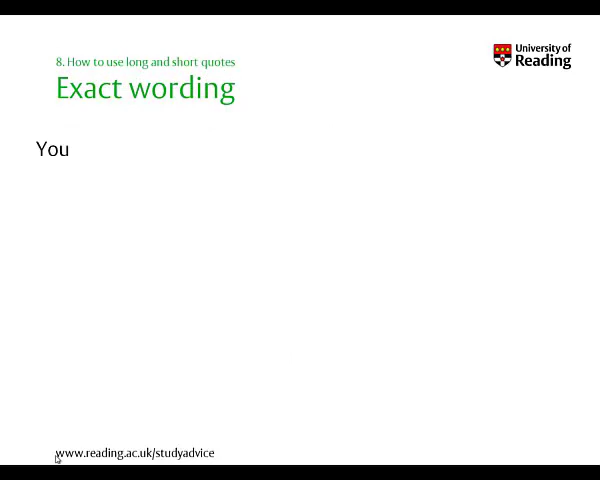 8. How to use long and short quotes
Exact wording
University of
Reading
You
www.reading.ac.uk/studyadvice